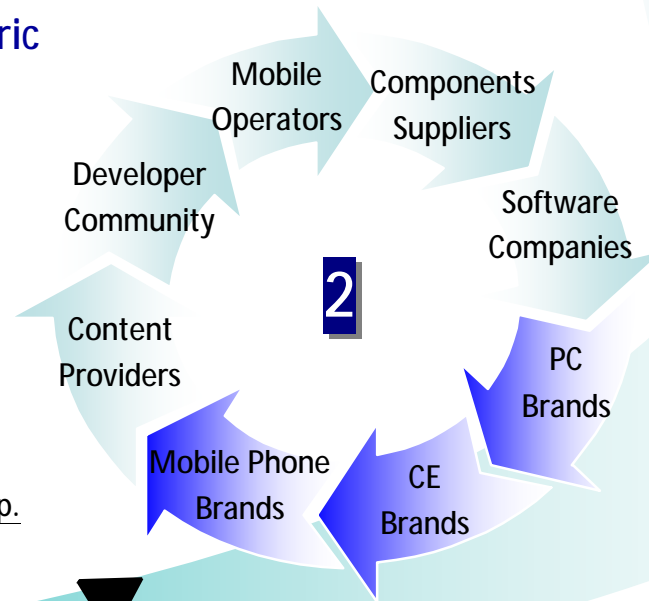 ric
Mobile
Operators
Components
Suppliers
Software
Companies
PC
Brands
CE
Brands
Mobile Phone
Brands
Content
Providers
Developer
Community
2
p.